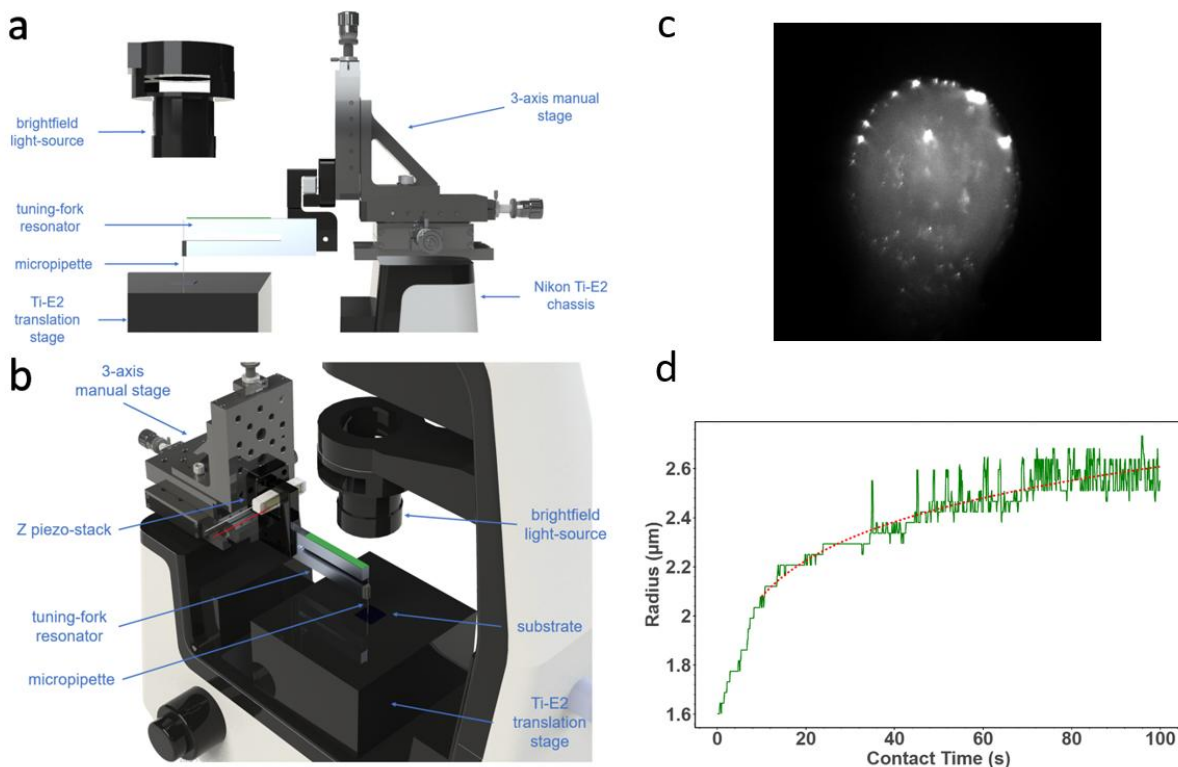 a
brightfield
light-source
3-axis manual
stage
tuning-fork
resonator
micropipette
Ti-E2
translation
stage
Nikon Ti-E2
chassis
b
3-axis
manual stage
Z piezo-stack
brightfield
light-source
tuning-fork
resonator
substrate
micropipette
Ti-E2
translation
stage
c
d
Radius (µm)
2.6
2.4
2.2
2
1.8
1.6
0
20
40
60
80
100
Contact Time (s)